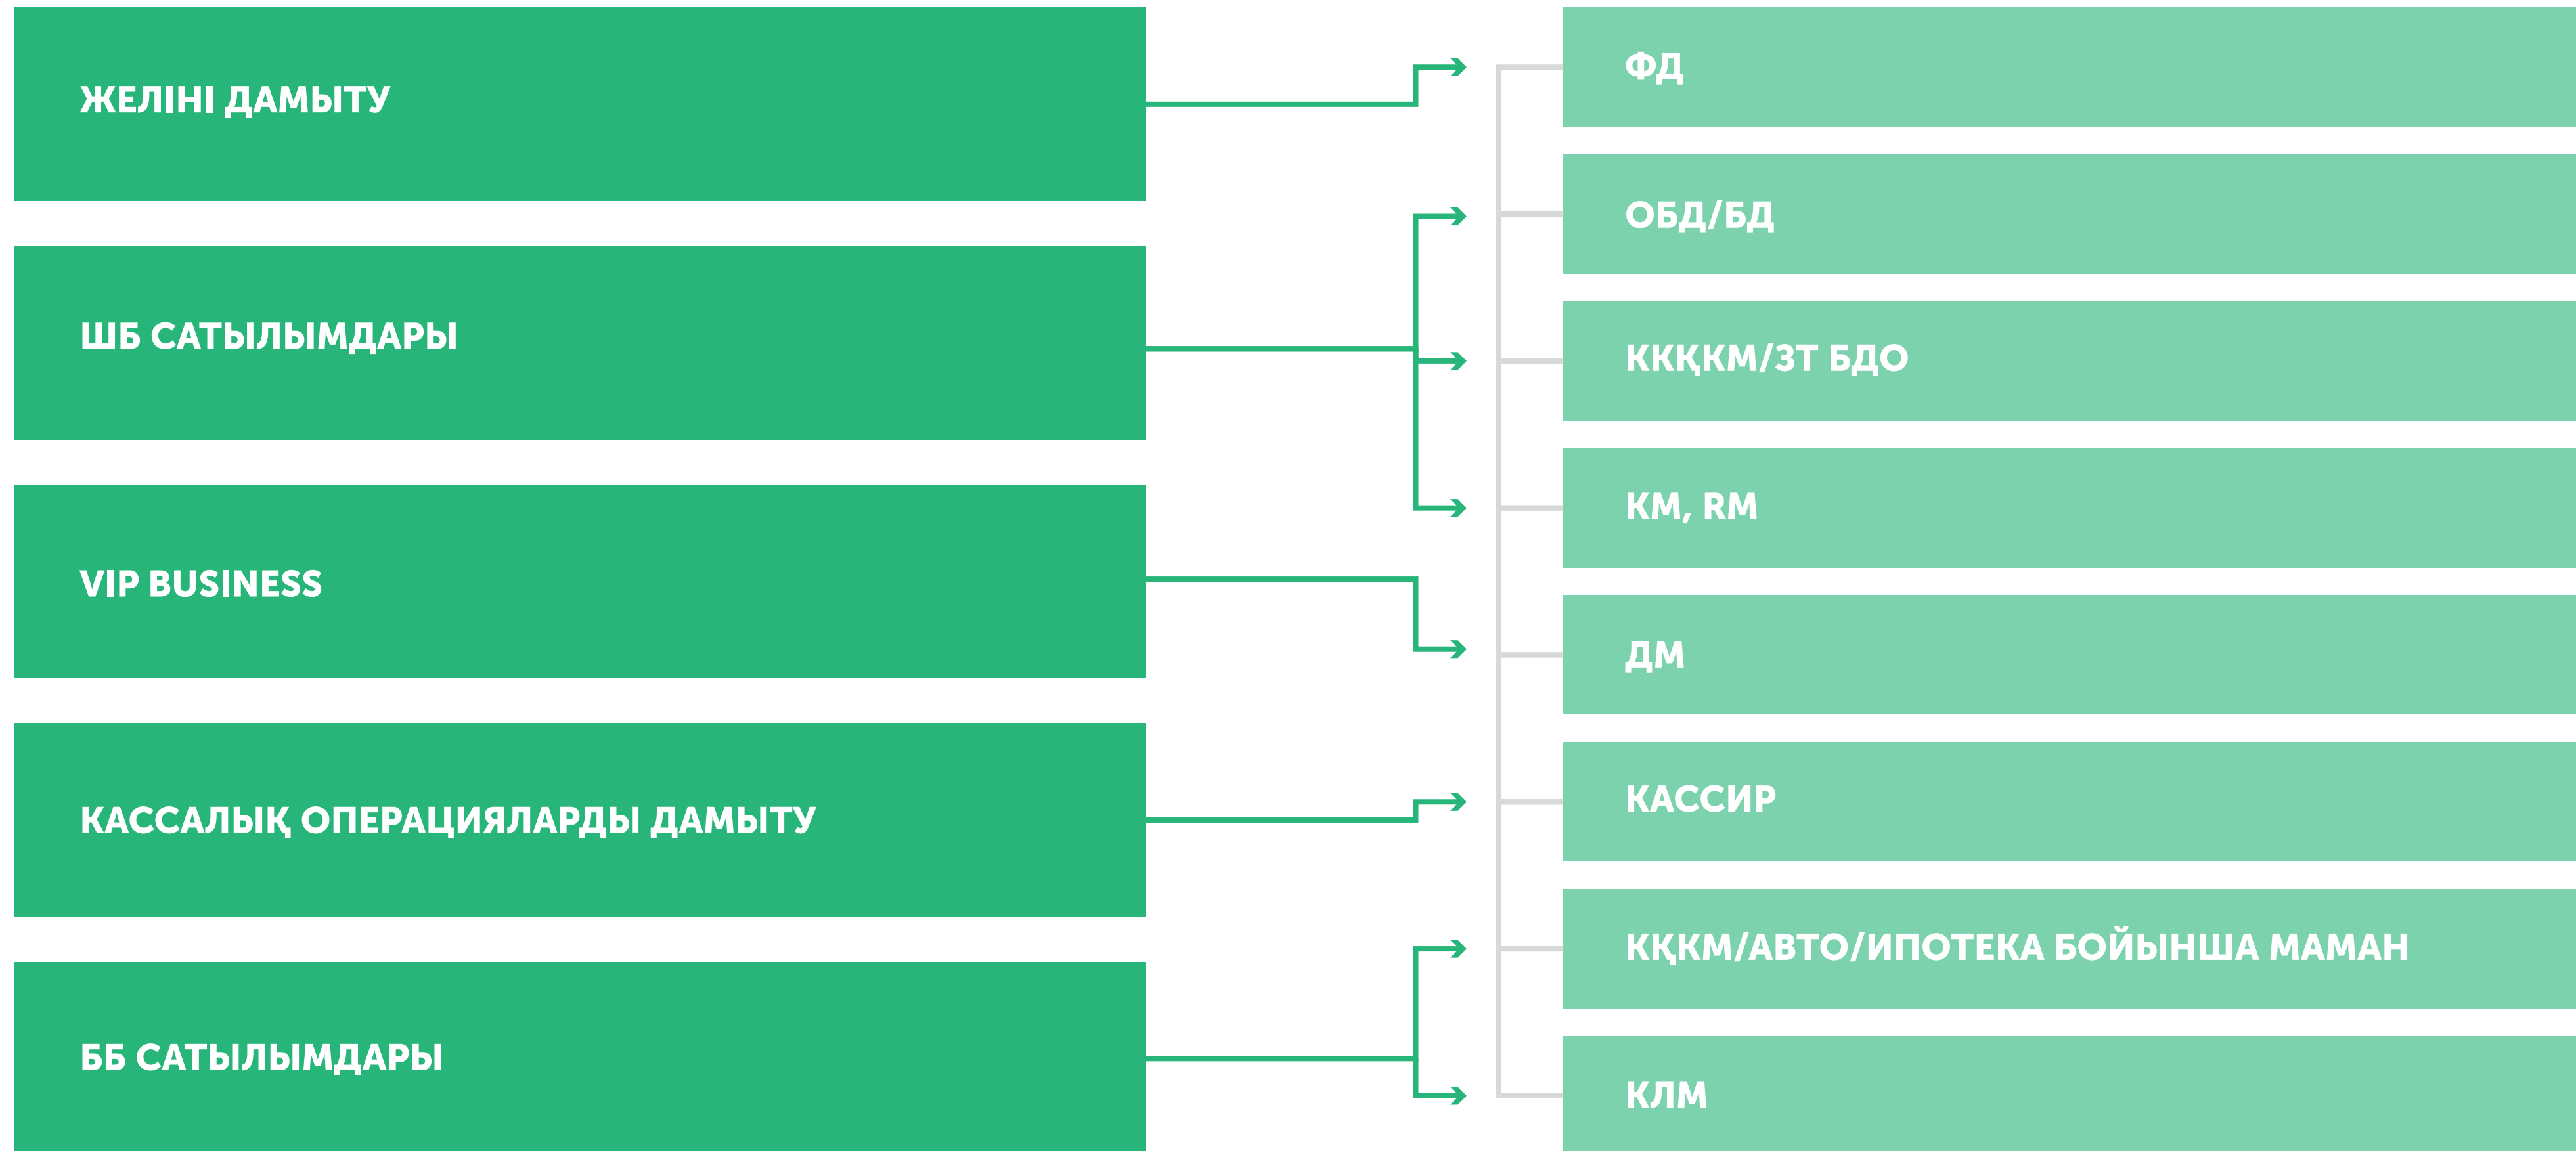 ЖЕЛІНІ ДАМЫТУ
ШБ САТЫЛЫМДАРЫ
VIP BUSINESS
КАССАЛЫҚ ОПЕРАЦИЯЛАРДЫ ДАМЫТУ
ББ САТЫЛЫМДАРЫ
ФД
ОБД/БД
ККҚКМ/ЗТ БДО
КМ, RM
ДМ
КАССИР
КҚКМ/АВТО/ИПОТЕКА БОЙЫНША МАМАН
КЛМ